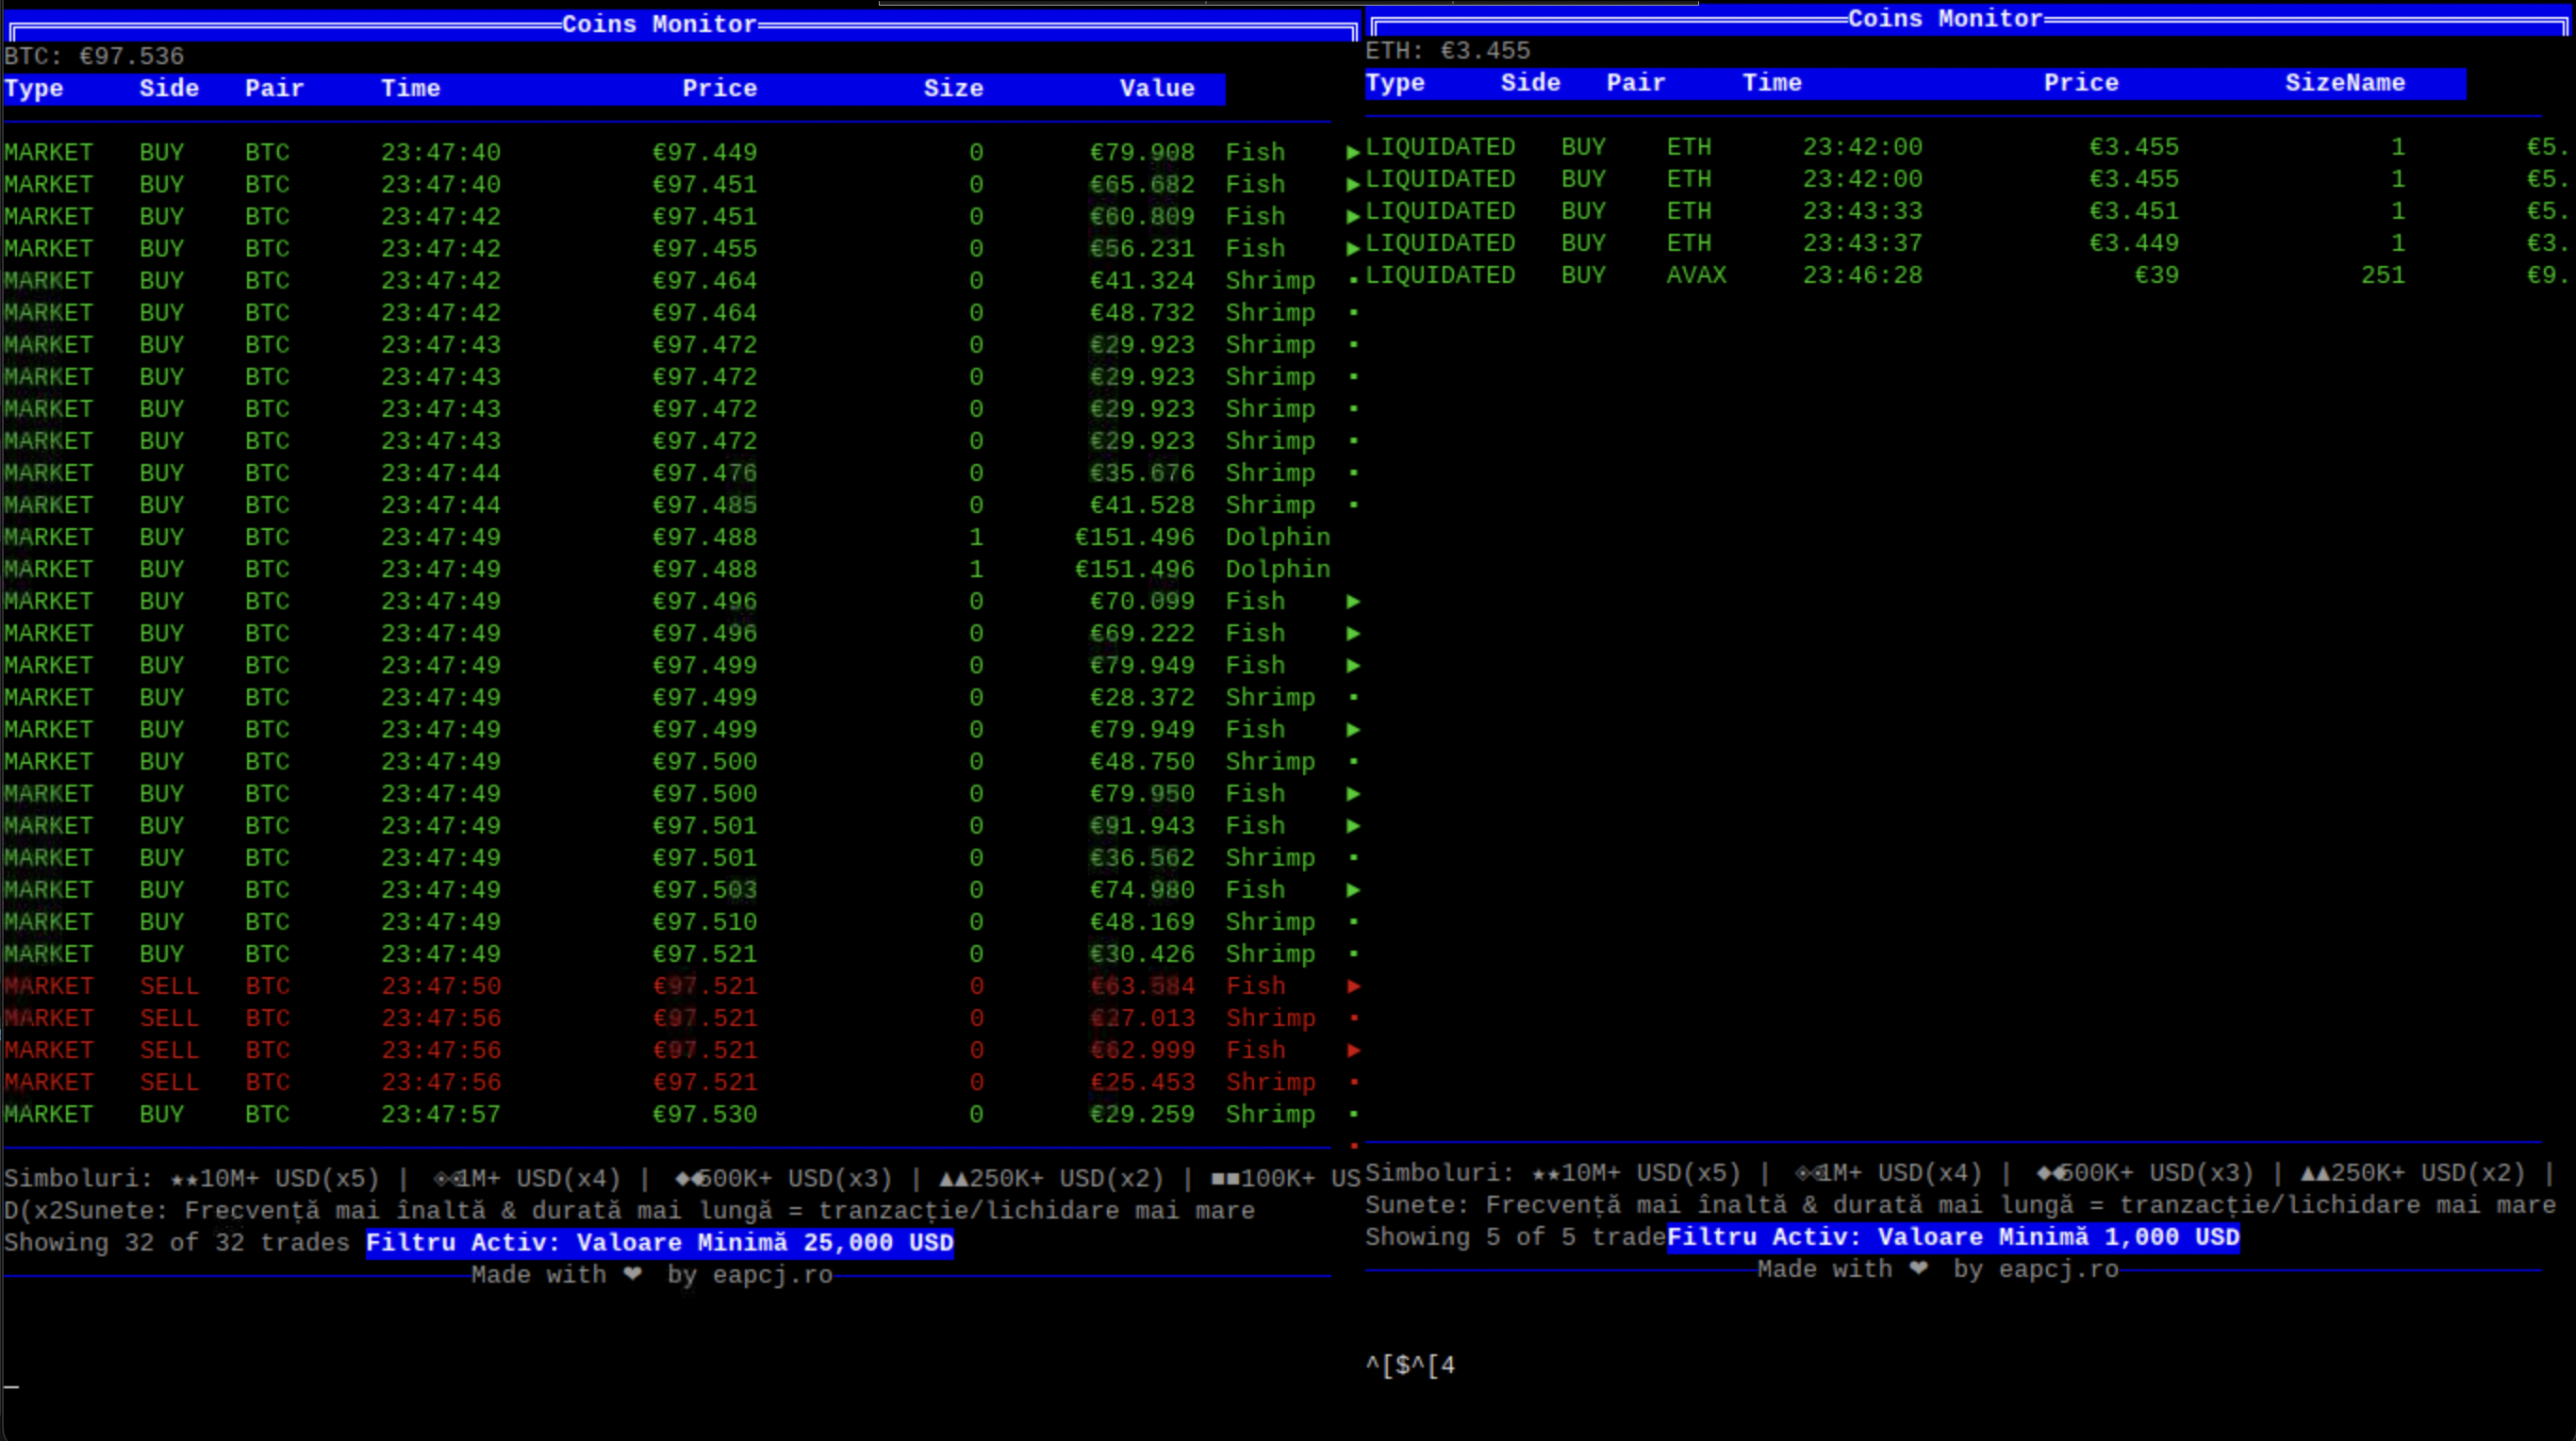 Coins Monitor
BTC: €97.536
Type Side Pair Time Price Size Value
MARKET BUY BTC 23:47:40 €97.449 0 €79.908 Fish ►
MARKET BUY BTC 23:47:40 €97.451 0 €65.682 Fish ►
MARKET BUY BTC 23:47:42 €97.451 0 €60.809 Fish ►
MARKET BUY BTC 23:47:42 €97.455 0 €56.231 Fish ►
MARKET BUY BTC 23:47:42 €97.464 0 €41.324 Shrimp ▪
MARKET BUY BTC 23:47:42 €97.464 0 €48.732 Shrimp ▪
MARKET BUY BTC 23:47:43 €97.472 0 €29.923 Shrimp ▪
MARKET BUY BTC 23:47:43 €97.472 0 €29.923 Shrimp ▪
MARKET BUY BTC 23:47:43 €97.472 0 €29.923 Shrimp ▪
MARKET BUY BTC 23:47:43 €97.472 0 €29.923 Shrimp ▪
MARKET BUY BTC 23:47:44 €97.476 0 €35.676 Shrimp ▪
MARKET BUY BTC 23:47:44 €97.485 0 €41.528 Shrimp ▪
MARKET BUY BTC 23:47:49 €97.488 1 €151.496 Dolphin
MARKET BUY BTC 23:47:49 €97.488 1 €151.496 Dolphin
MARKET BUY BTC 23:47:49 €97.496 0 €70.099 Fish ►
MARKET BUY BTC 23:47:49 €97.496 0 €69.222 Fish ►
MARKET BUY BTC 23:47:49 €97.499 0 €79.949 Fish ►
MARKET BUY BTC 23:47:49 €97.499 0 €28.372 Shrimp ▪
MARKET BUY BTC 23:47:49 €97.499 0 €79.949 Fish ►
MARKET BUY BTC 23:47:49 €97.500 0 €48.750 Shrimp ▪
MARKET BUY BTC 23:47:49 €97.500 0 €79.950 Fish ►
MARKET BUY BTC 23:47:49 €97.501 0 €91.943 Fish ►
MARKET BUY BTC 23:47:49 €97.501 0 €36.562 Shrimp ▪
MARKET BUY BTC 23:47:49 €97.503 0 €74.980 Fish ►
MARKET BUY BTC 23:47:49 €97.510 0 €48.169 Shrimp ▪
MARKET BUY BTC 23:47:49 €97.521 0 €30.426 Shrimp ▪
MARKET SELL BTC 23:47:50 €97.521 0 €63.584 Fish ►
MARKET SELL BTC 23:47:56 €97.521 0 €27.013 Shrimp ▪
MARKET SELL BTC 23:47:56 €97.521 0 €62.999 Fish ►
MARKET SELL BTC 23:47:56 €97.521 0 €25.453 Shrimp ▪
MARKET BUY BTC 23:47:57 €97.530 0 €29.259 Shrimp ▪
Simboluri: ★★10M+ USD(x5) | ◈◈1M+ USD(x4) | ◆◆500K+ USD(x3) | ▲▲250K+ USD(x2) | ■■100K+ US
D(x2Sunete: Frecvență mai înaltă & durată mai lungă = tranzacție/lichidare mai mare
Showing 32 of 32 trades Filtru Activ: Valoare Minimă 25,000 USD
Made with ❤ by eapcj.ro
Coins Monitor
ETH: €3.455
Type Side Pair Time Price SizeName
LIQUIDATED BUY ETH 23:42:00 €3.455 1 €5.
LIQUIDATED BUY ETH 23:42:00 €3.455 1 €5.
LIQUIDATED BUY ETH 23:43:33 €3.451 1 €5.
LIQUIDATED BUY ETH 23:43:37 €3.449 1 €3.
LIQUIDATED BUY AVAX 23:46:28 €39 251 €9.
Simboluri: ★★10M+ USD(x5) | ◈◈1M+ USD(x4) | ◆◆500K+ USD(x3) | ▲▲250K+ USD(x2) |
Sunete: Frecvență mai înaltă & durată mai lungă = tranzacție/lichidare mai mare
Showing 5 of 5 tradeFiltru Activ: Valoare Minimă 1,000 USD
Made with ❤ by eapcj.ro
^[$^[4